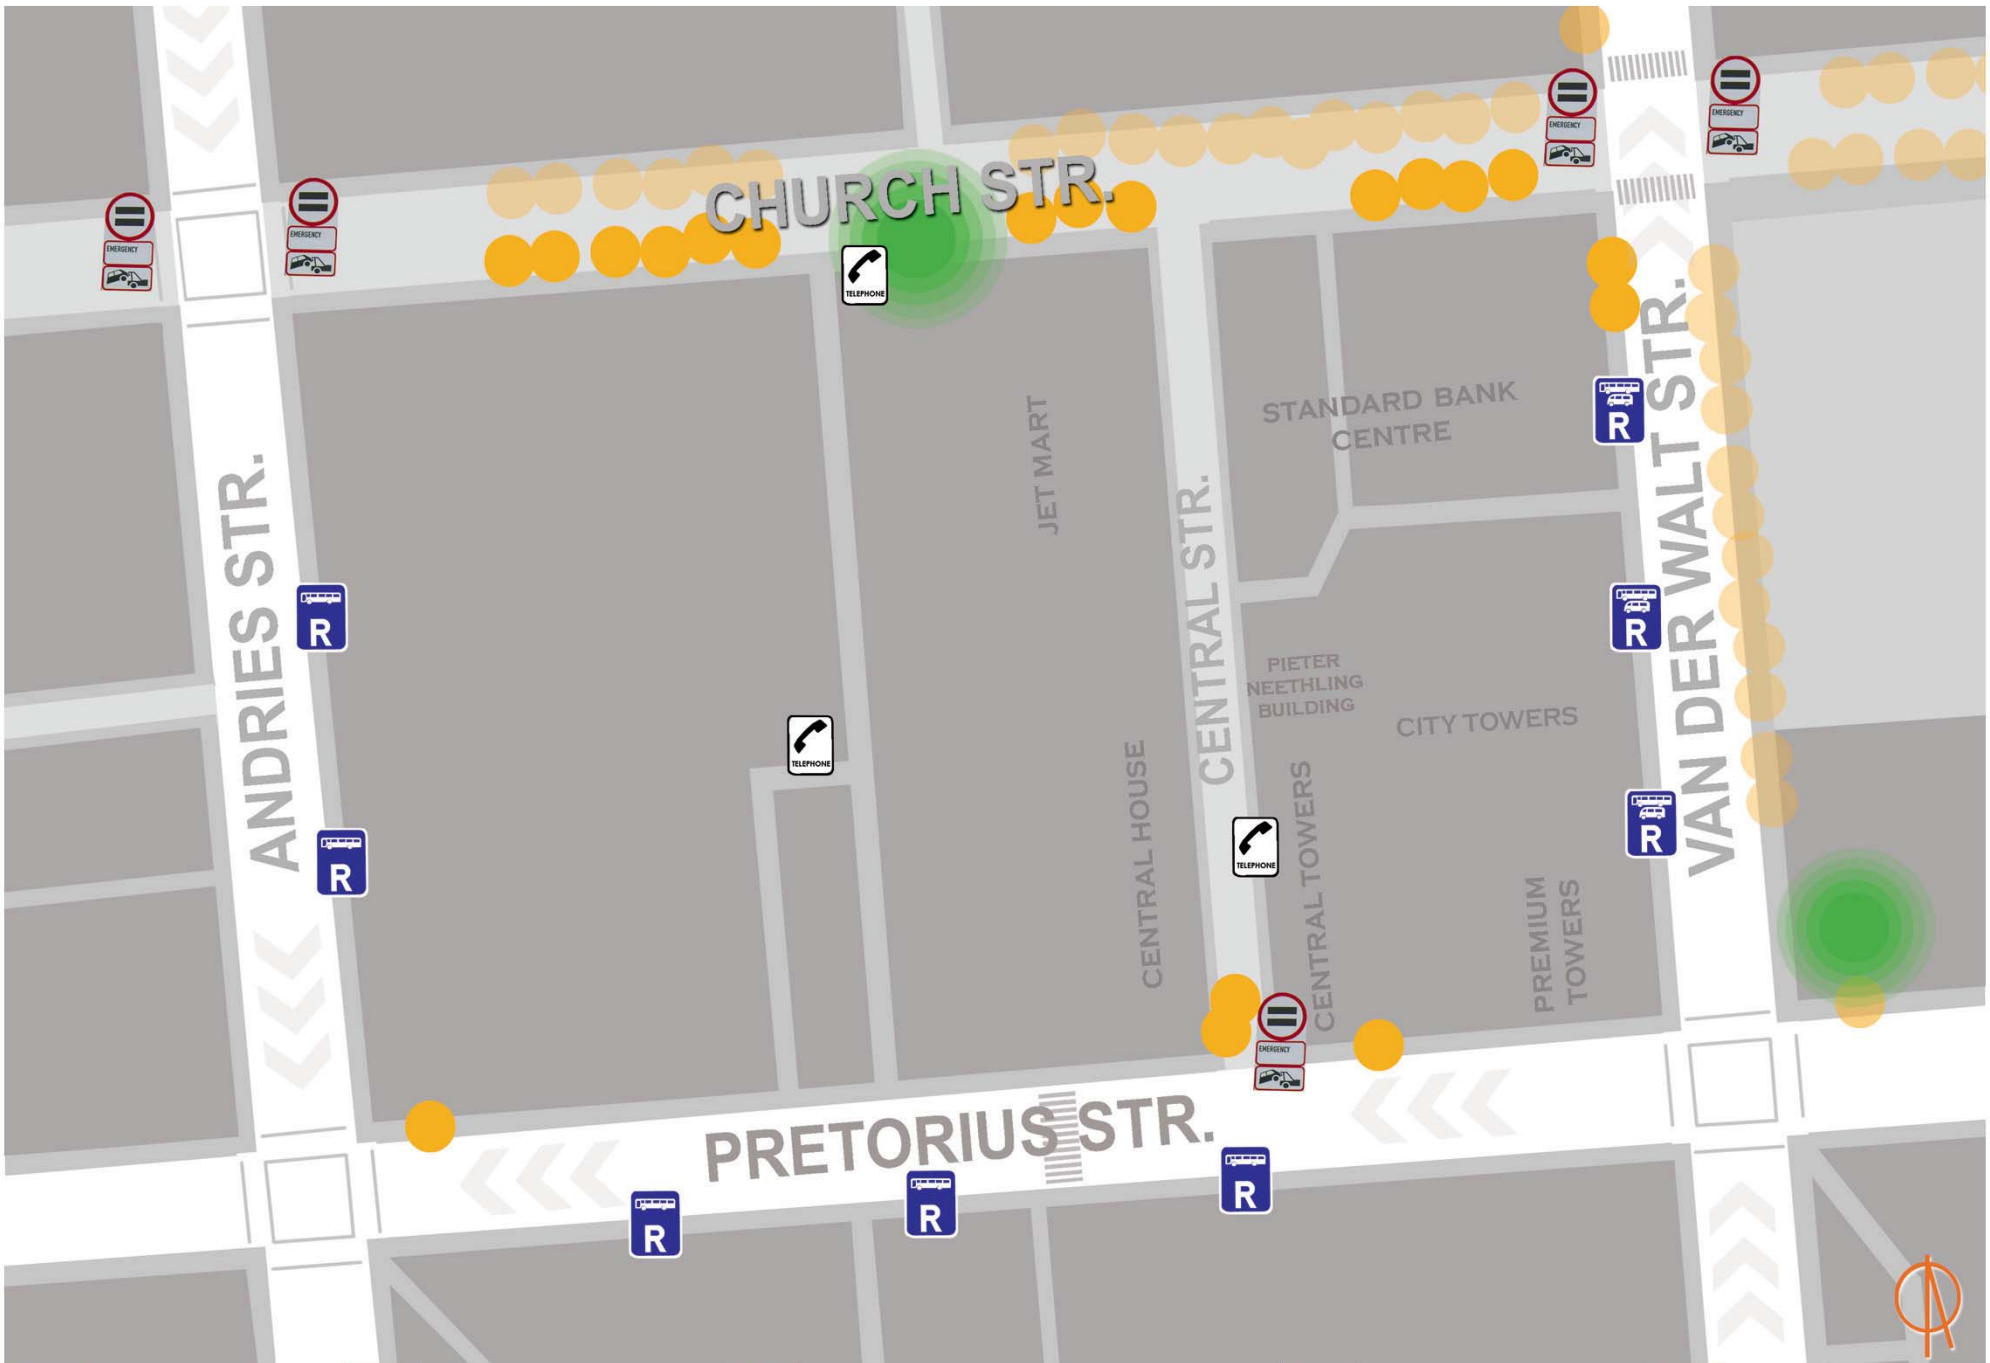 EMERGENCY
EMERGENCY
EMERGENCY
EMERGENCY
CHURCH STR.
TELEPHONE
STANDARD BANK
CENTRE
JET MART
R
VAN DER WALT STR.
ANDRIES STR.
CENTRAL STR.
R
R
PIETER
NEETHLING
BUILDING
CITY TOWERS
TELEPHONE
CENTRAL HOUSE
CENTRAL TOWERS
TELEPHONE
R
R
PREMIUM
TOWERS
EMERGENCY
PRETORIUS STR.
R
R
R